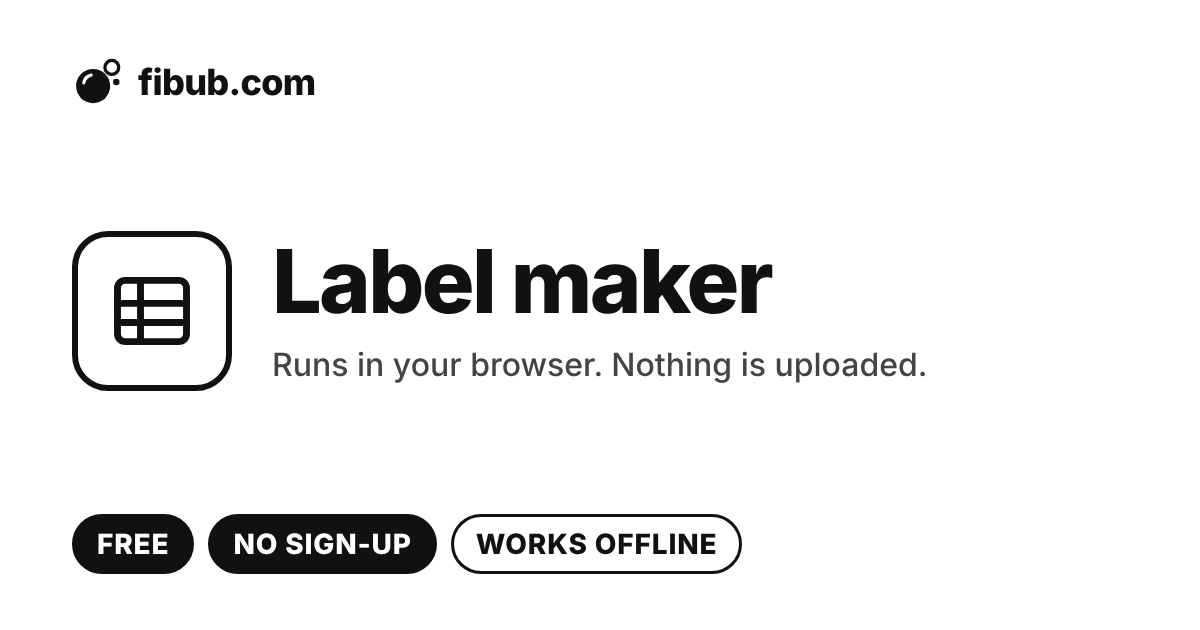 fibub.com
Label maker
Runs in your browser. Nothing is uploaded.
FREE NO SIGN-UP WORKS OFFLINE